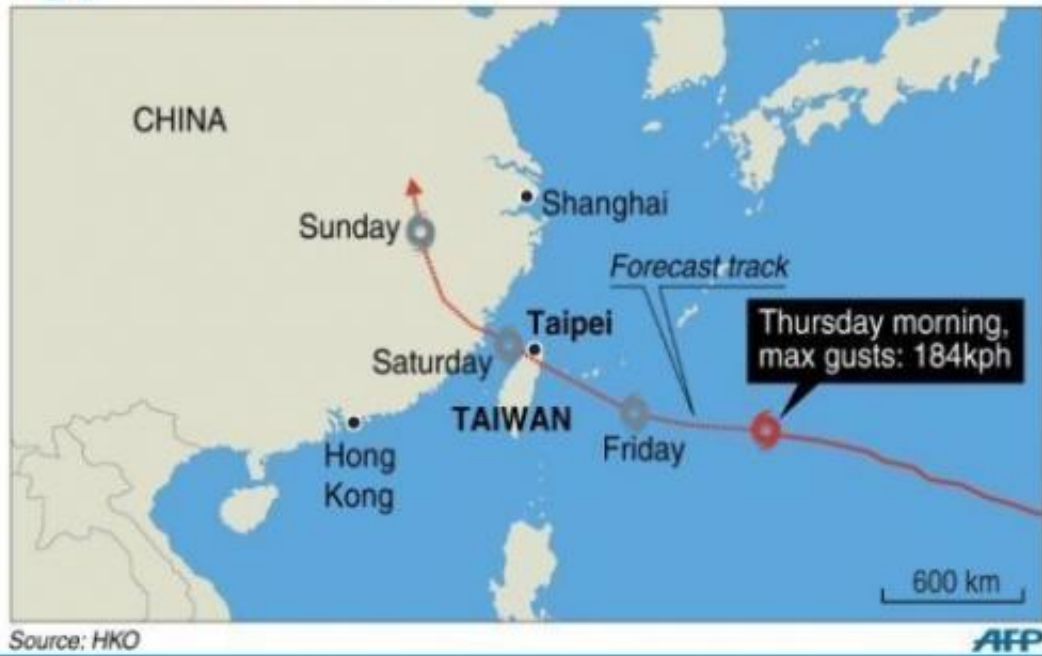 CHINA
Shanghai
Sunday
Forecast track
Taipei
Thursday morning,
max gusts: 184kph
Saturday
TAIWAN
Friday
Hong
Kong
600 km
Source: HKO
AFP